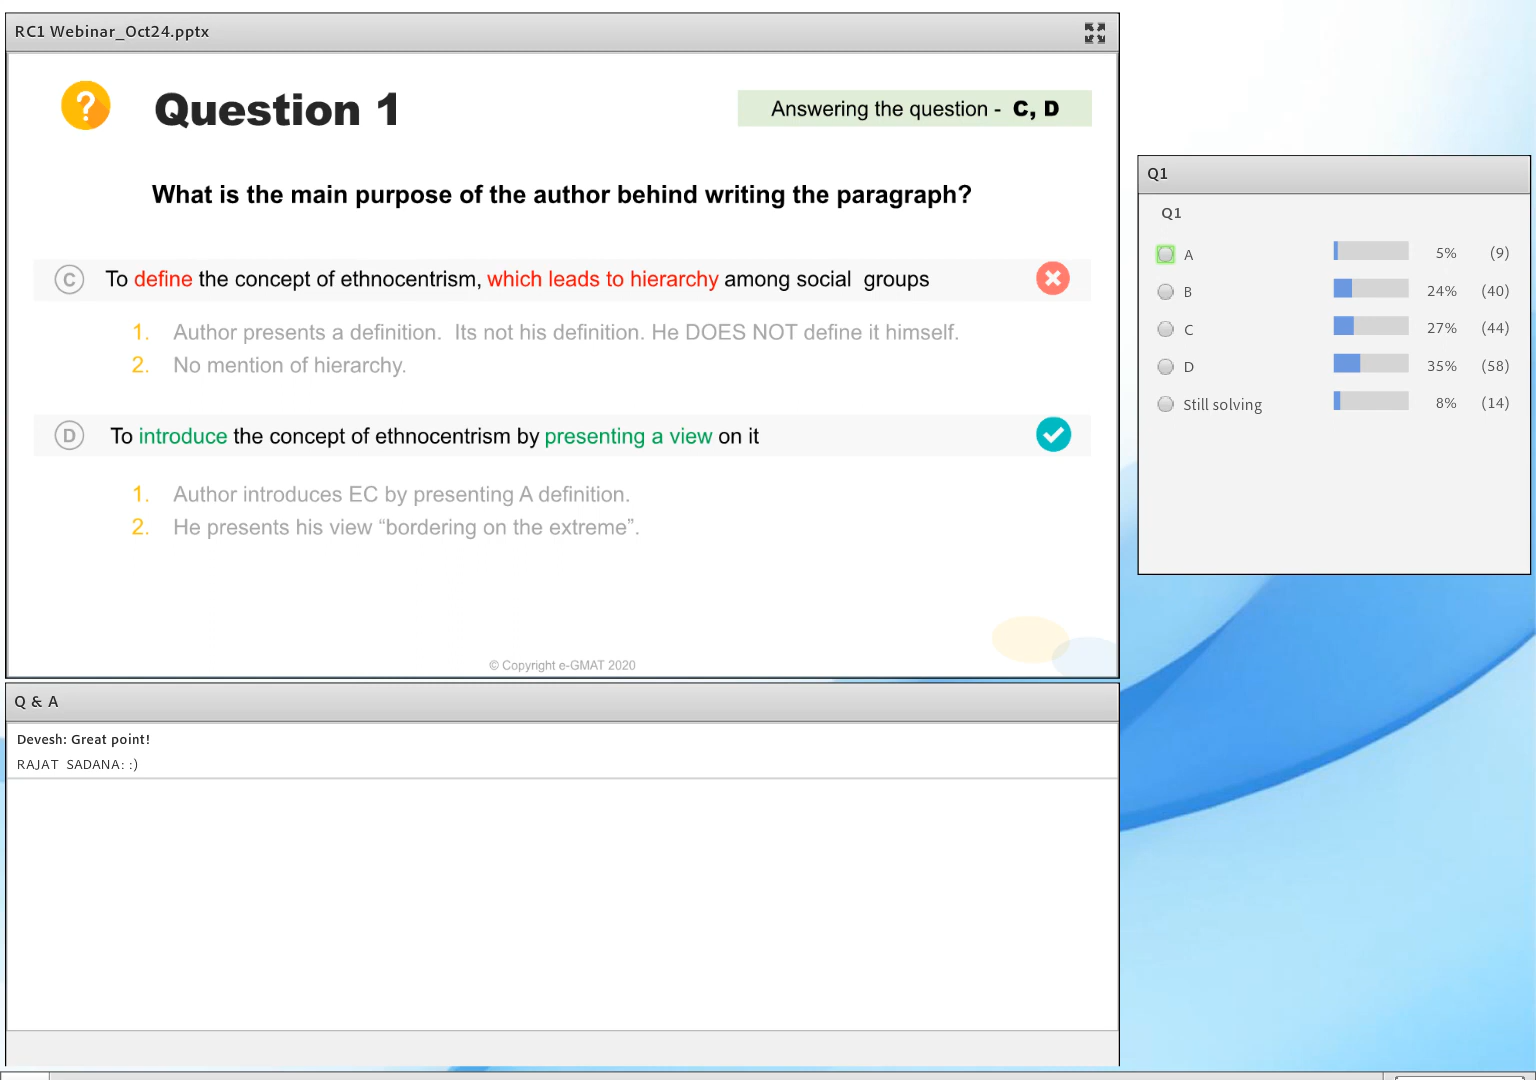 RC1 Webinar_Oct24.pptx
?
Question 1
Answering the question - C, D
What is the main purpose of the author behind writing the paragraph?
C To define the concept of ethnocentrism, which leads to hierarchy among social groups
1. Author presents a definition. Its not his definition. He DOES NOT define it himself.
2. No mention of hierarchy.
D To introduce the concept of ethnocentrism by presenting a view on it
1. Author introduces EC by presenting A definition.
2. He presents his view “bordering on the extreme”.
© Copyright e-GMAT 2020
Q & A
Devesh: Great point!
RAJAT SADANA: :)
Q1
Q1
A 5% (9)
B 24% (40)
C 27% (44)
D 35% (58)
Still solving 8% (14)